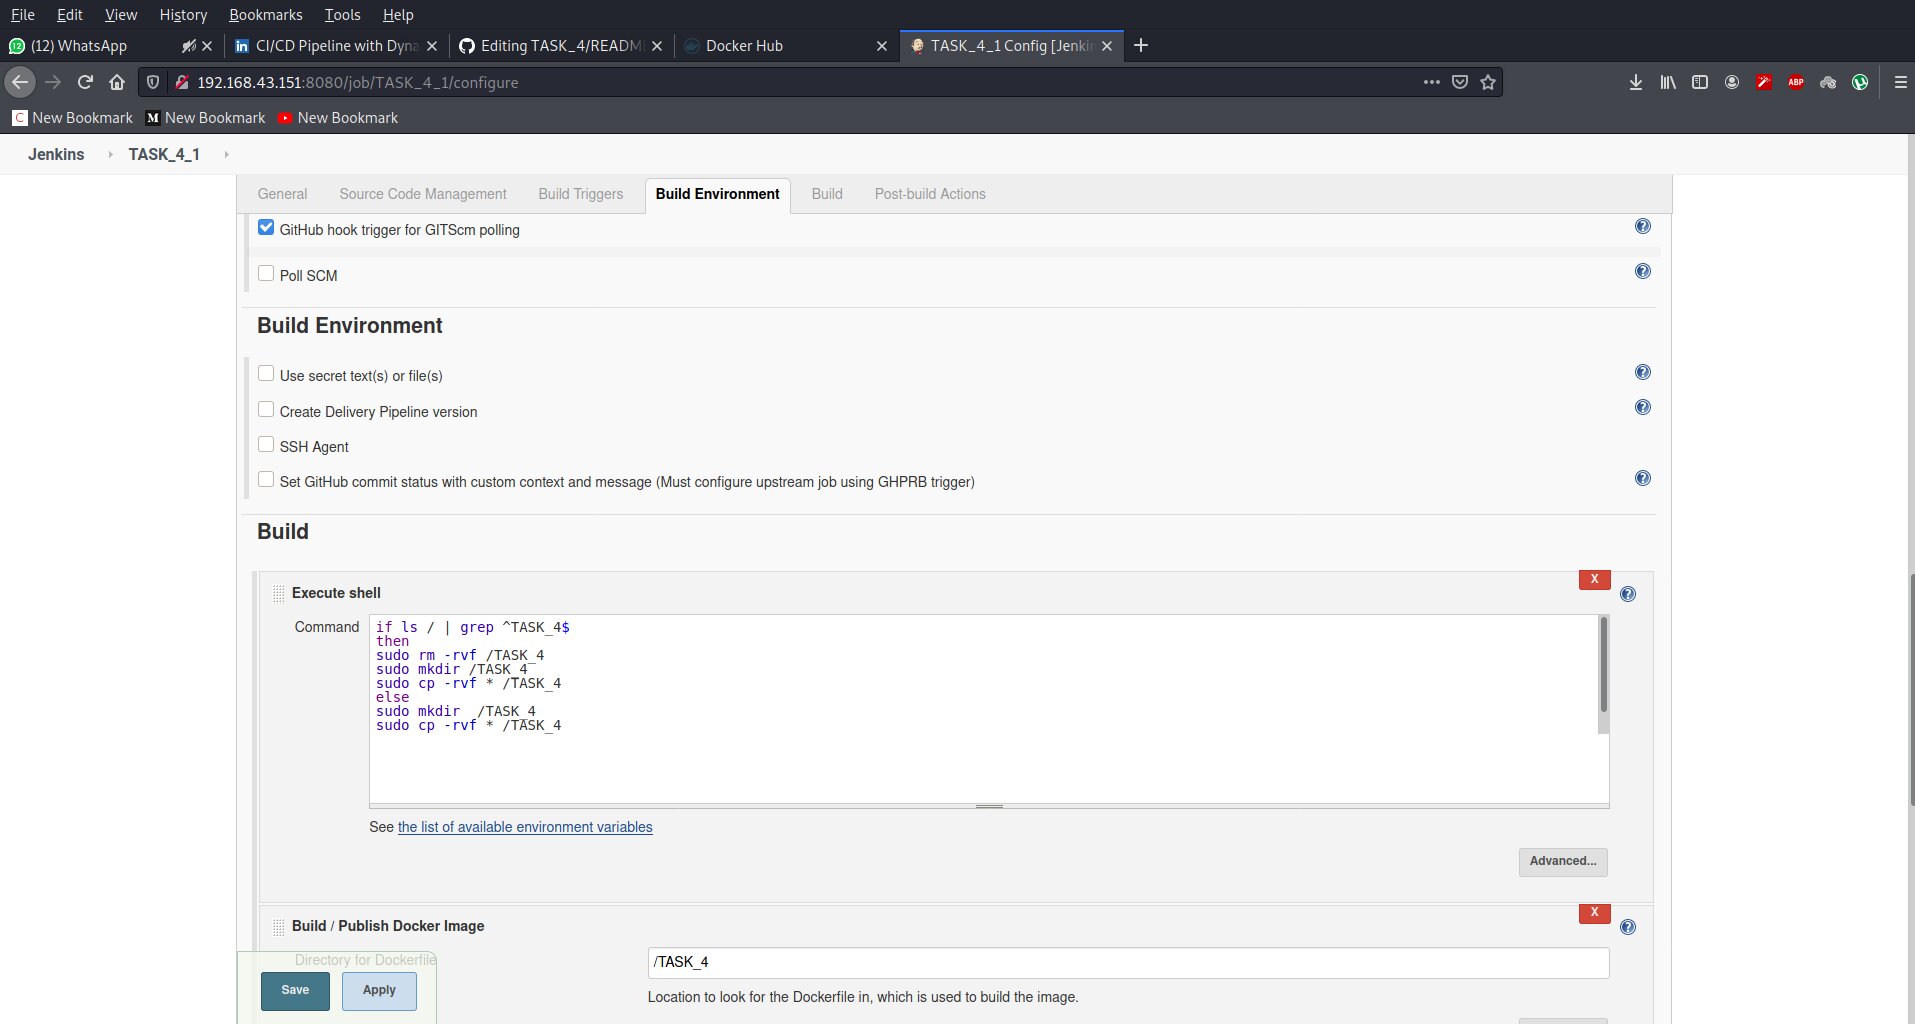 File Edit View History Bookmarks Tools Help
(12) WhatsApp
CI/CD Pipeline with Dyna
Editing TASK_4/READM
Docker Hub
TASK_4_1 Config [Jenki
192.168.43.151:8080/job/TASK_4_1/configure
ABP
New Bookmark New Bookmark New Bookmark
Jenkins TASK_4_1
General Source Code Management Build Triggers Build Environment Build Post-build Actions
GitHub hook trigger for GITScm polling
Poll SCM
Build Environment
Use secret text(s) or file(s)
Create Delivery Pipeline version
SSH Agent
Set GitHub commit status with custom context and message (Must configure upstream job using GHPRB trigger)
Build
X
Execute shell
Command
if ls / | grep ^TASK_4$
then
sudo rm -rvf /TASK_4
sudo mkdir /TASK_4
sudo cp -rvf * /TASK_4
else
sudo mkdir  /TASK_4
sudo cp -rvf * /TASK_4
See the list of available environment variables
Advanced...
X
Build / Publish Docker Image
Directory for Dockerfile
/TASK_4
Save Apply
Location to look for the Dockerfile in, which is used to build the image.